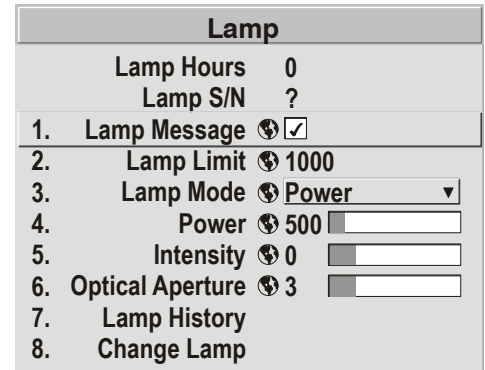 Lamp
Lamp Hours 0
Lamp S/N ?
1. Lamp Message
2. Lamp Limit 1000
3. Lamp Mode Power
4. Power 500
5. Intensity 0
6. Optical Aperture 3
7. Lamp History
8. Change Lamp